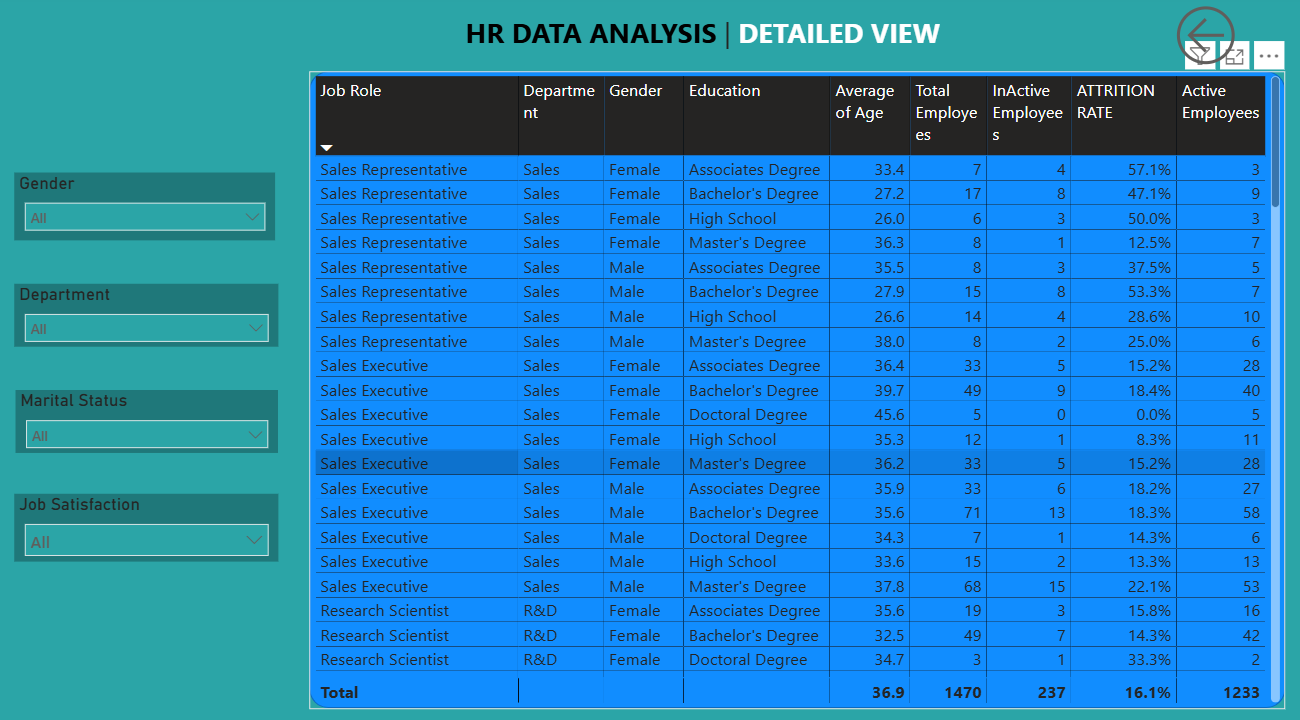 HR DATA ANALYSIS | DETAILED VIEW
Gender
All
Department
All
Marital Status
All
Job Satisfaction
All
Job Role Departme Gender Education Average Total InActive ATTRITION Active
nt of Age Employe Employee RATE Employees
es s
Sales Representative Sales Female Associates Degree 33.4 7 4 57.1% 3
Sales Representative Sales Female Bachelor's Degree 27.2 17 8 47.1% 9
Sales Representative Sales Female High School 26.0 6 3 50.0% 3
Sales Representative Sales Female Master's Degree 36.3 8 1 12.5% 7
Sales Representative Sales Male Associates Degree 35.5 8 3 37.5% 5
Sales Representative Sales Male Bachelor's Degree 27.9 15 8 53.3% 7
Sales Representative Sales Male High School 26.6 14 4 28.6% 10
Sales Representative Sales Male Master's Degree 38.0 8 2 25.0% 6
Sales Executive Sales Female Associates Degree 36.4 33 5 15.2% 28
Sales Executive Sales Female Bachelor's Degree 39.7 49 9 18.4% 40
Sales Executive Sales Female Doctoral Degree 45.6 5 0 0.0% 5
Sales Executive Sales Female High School 35.3 12 1 8.3% 11
Sales Executive Sales Female Master's Degree 36.2 33 5 15.2% 28
Sales Executive Sales Male Associates Degree 35.9 33 6 18.2% 27
Sales Executive Sales Male Bachelor's Degree 35.6 71 13 18.3% 58
Sales Executive Sales Male Doctoral Degree 34.3 7 1 14.3% 6
Sales Executive Sales Male High School 33.6 15 2 13.3% 13
Sales Executive Sales Male Master's Degree 37.8 68 15 22.1% 53
Research Scientist R&D Female Associates Degree 35.6 19 3 15.8% 16
Research Scientist R&D Female Bachelor's Degree 32.5 49 7 14.3% 42
Research Scientist R&D Female Doctoral Degree 34.7 3 1 33.3% 2
Total 36.9 1470 237 16.1% 1233